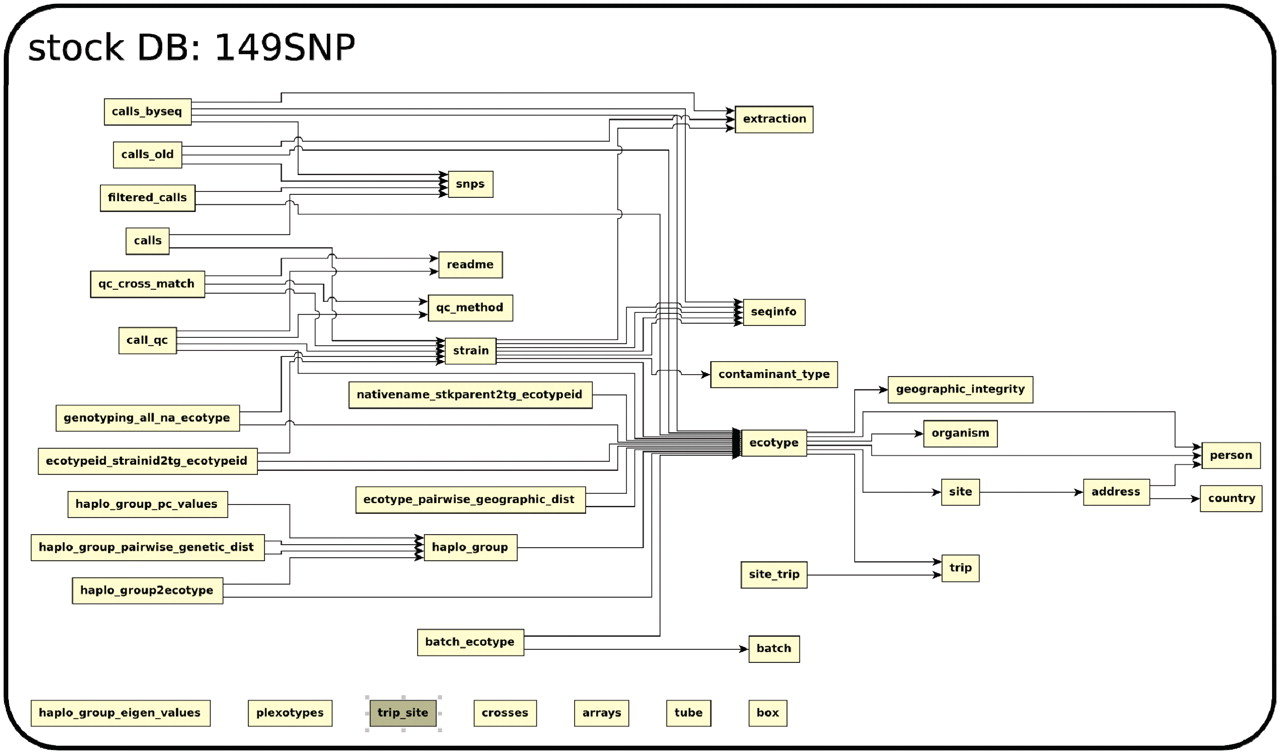 stock DB: 149SNP
calls_byseq
extraction
calls_old
snps
filtered_calls
calls
readme
qc_cross_match
qc_method
seqinfo
call_qc
strain
contaminant_type
nativename_stkparent2tg_ecotypeid
geographic_integrity
genotyping_all_na_ecotype
organism
ecotype
person
ecotypeid_strainid2tg_ecotypeid
haplo_group_pc_values
ecotype_pairwise_geographic_dist
site
address
country
haplo_group_pairwise_genetic_dist
haplo_group
site_trip
trip
haplo_group2ecotype
batch_ecotype
batch
haplo_group_eigen_values
plexotypes
trip_site
crosses
arrays
tube
box